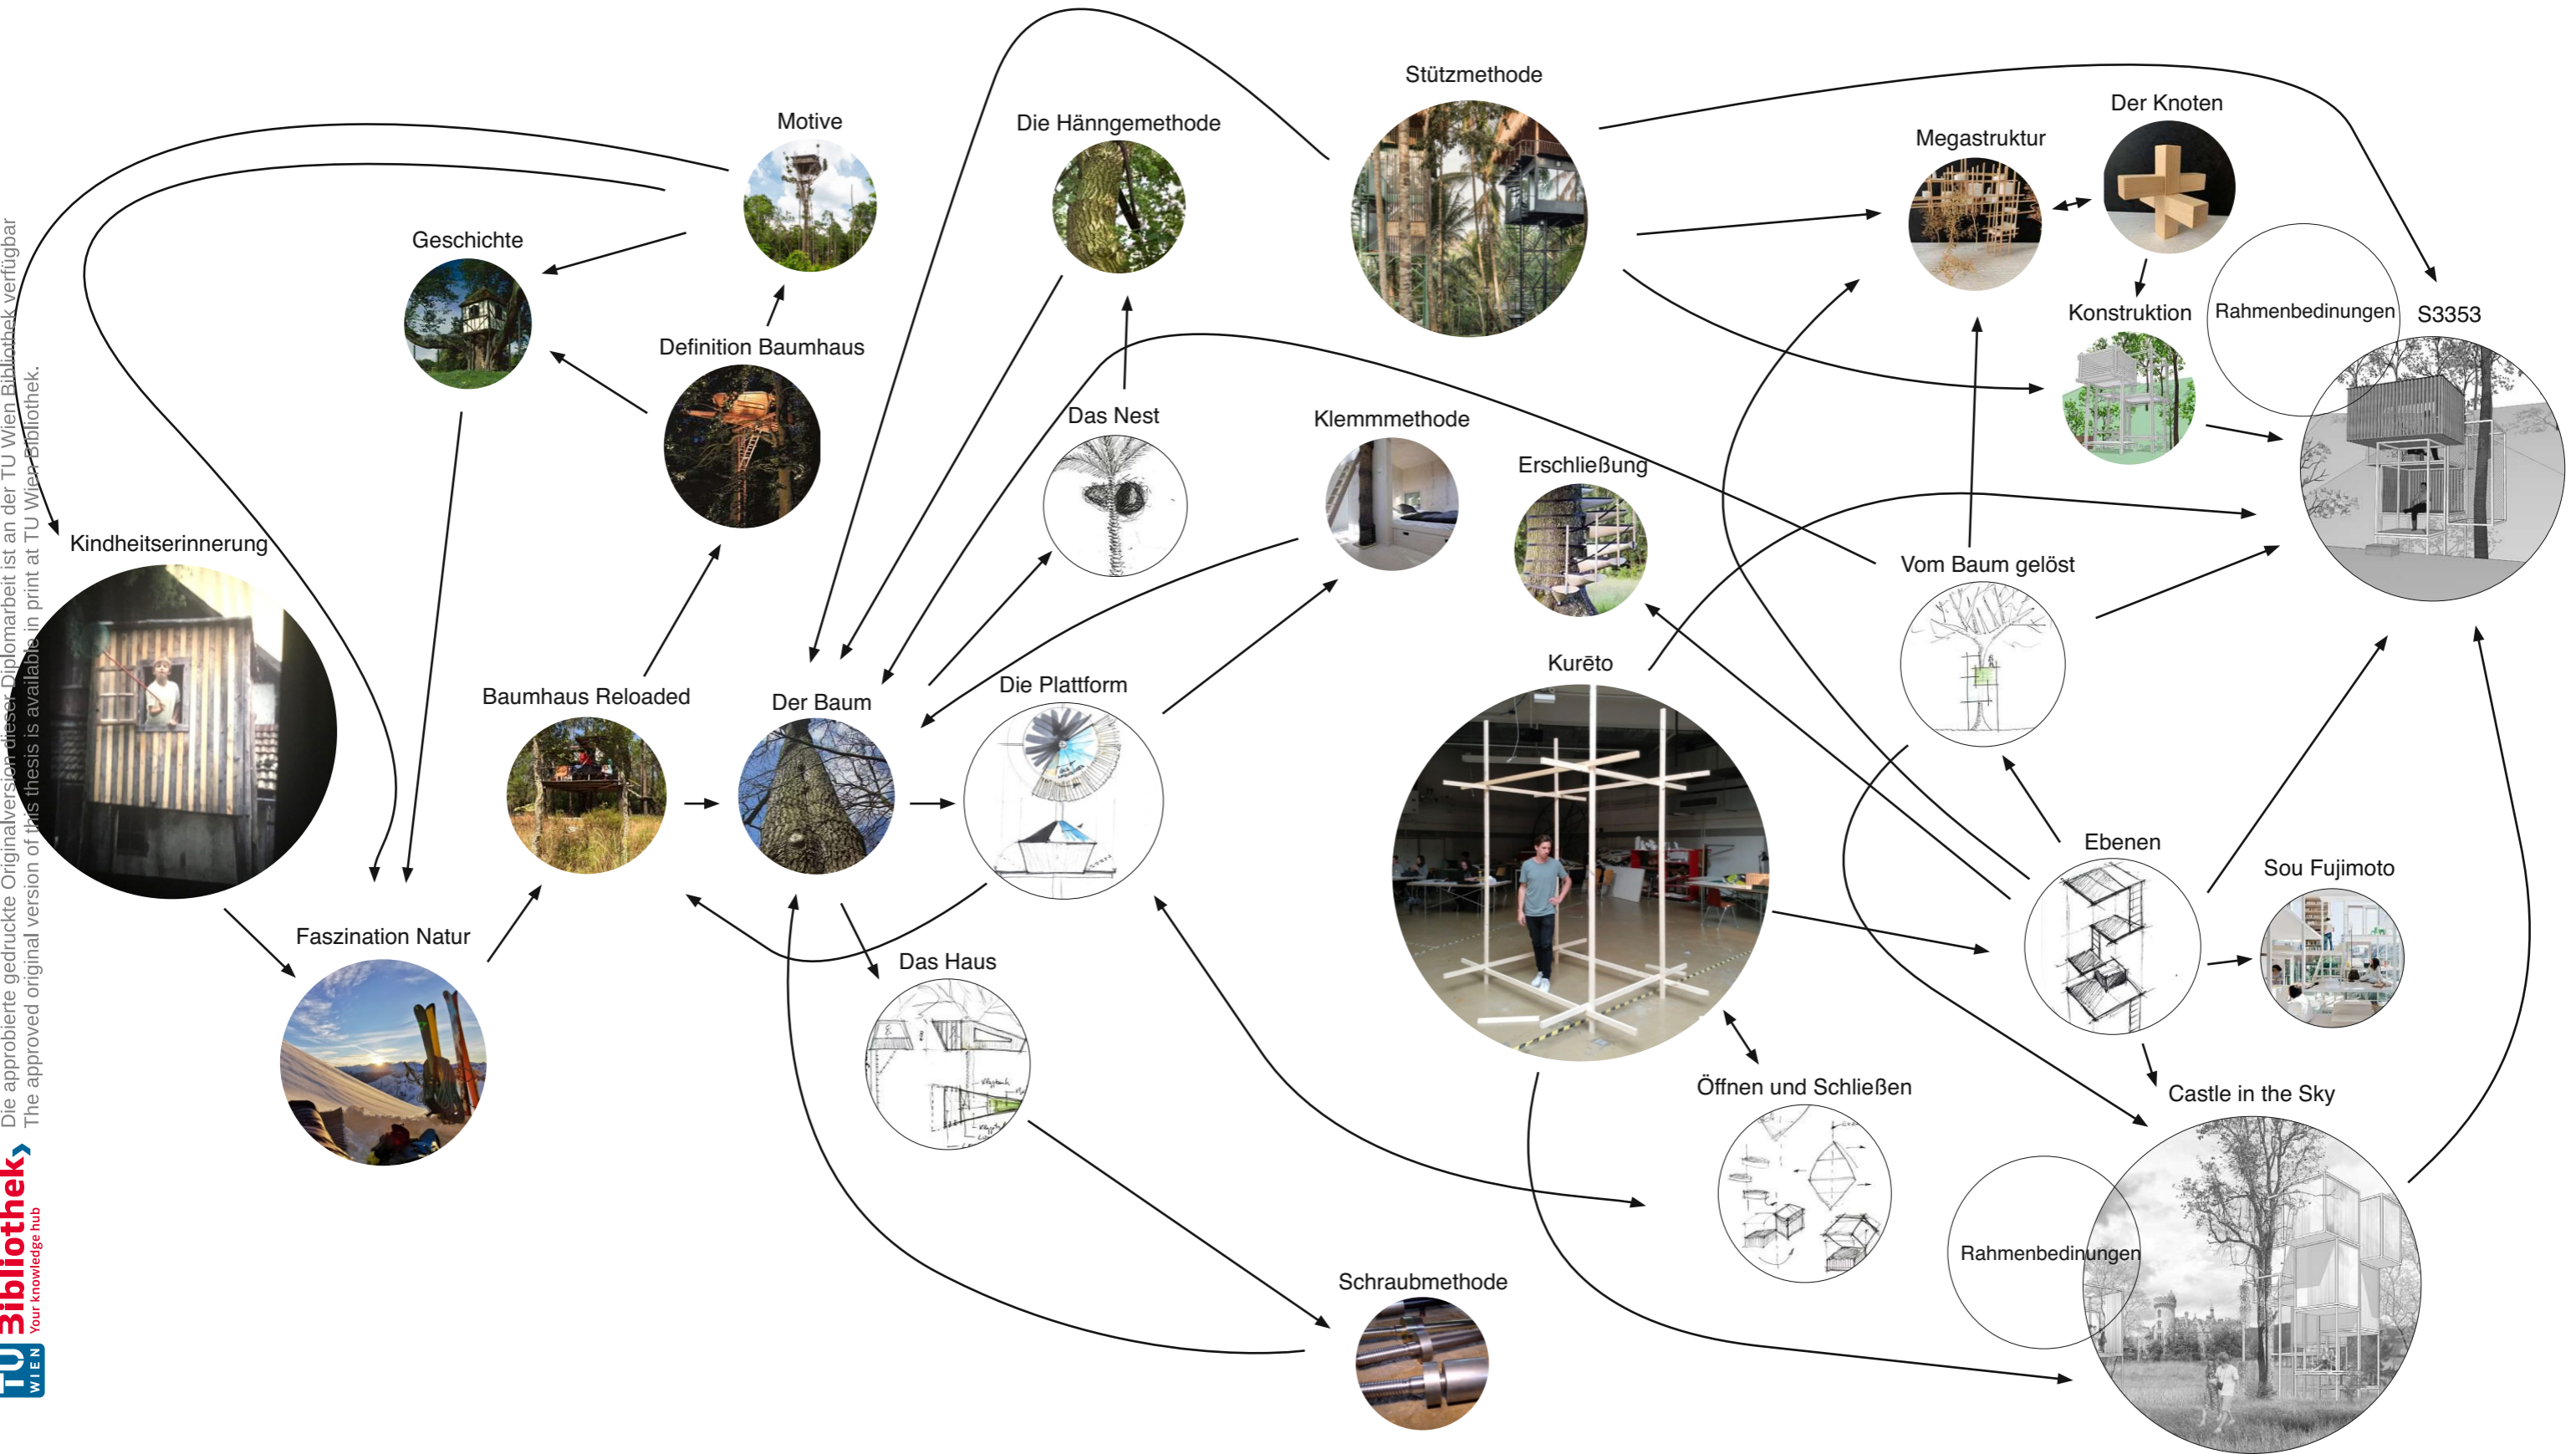 Stützmethode
Der Knoten
Motive
Die Hänngemethode
Megastruktur
Geschichte
Konstruktion
Rahmenbedinungen
S3353
Definition Baumhaus
Das Nest
Klemmmethode
Erschließung
Kindheitserinnerung
Vom Baum gelöst
Kurēto
Baumhaus Reloaded
Der Baum
Die Plattform
Ebenen
Sou Fujimoto
Faszination Natur
Das Haus
Öffnen und Schließen
Castle in the Sky
Rahmenbedinungen
Schraubmethode
Die approbierte gedruckte Originalversion dieser Diplomarbeit ist an der TU Wien Bibliothek verfügbar
The approved original version of this thesis is available in print at TU Wien Bibliothek.
TU Bibliothek
WIEN Your knowledge hub